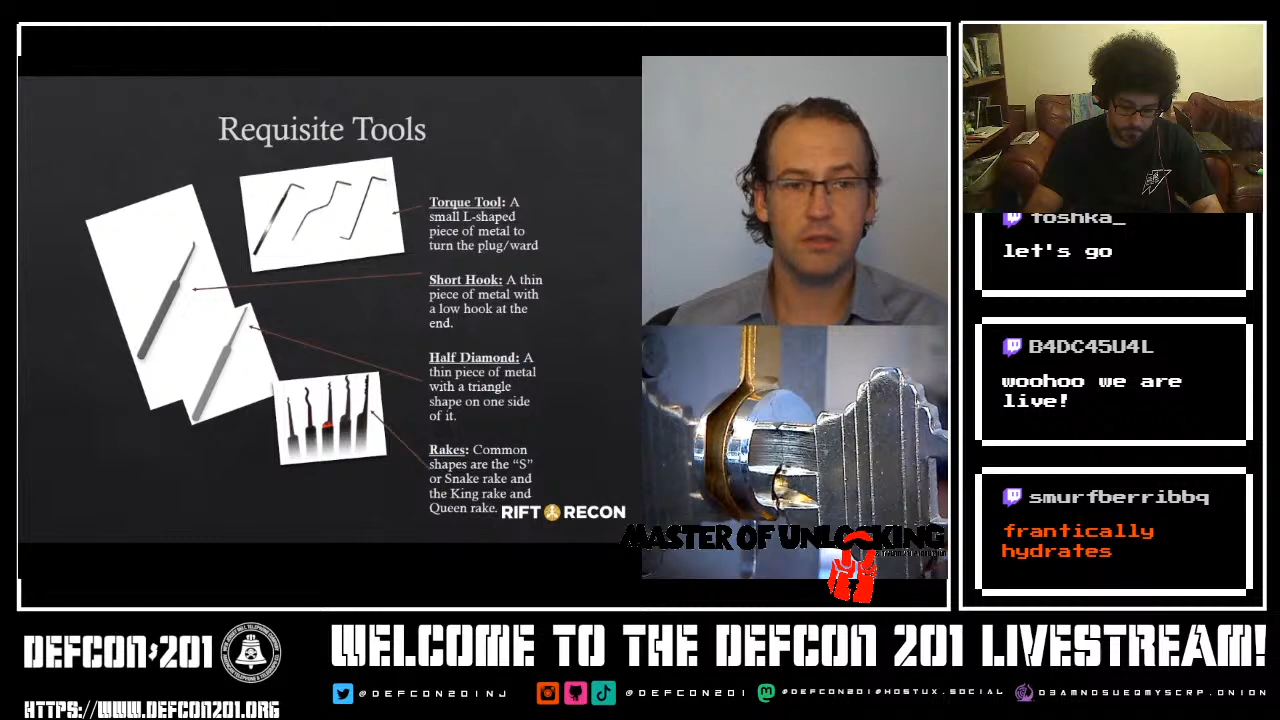 Requisite Tools
Torque Tool: A
small L-shaped
piece of metal to
turn the plug/ward
Short Hook: A thin
piece of metal with
a low hook at the
end.
Half Diamond: A
thin piece of metal
with a triangle
shape on one side
of it.
Rakes: Common
shapes are the “S”
or Snake rake and
the King rake and
Queen rake.
RIFT RECON
MASTER OF UNLOCKING
foshka_
let's go
B4DC45U4L
woohoo we are
live!
smurfberribbq
frantically
hydrates
DEFCON 201
WELCOME TO THE DEFCON 201 LIVESTREAM!
HTTPS://WWW.DEFCON201.ORG
@DEFCON201NJ
@DEFCON201
@DEFCON201@HOSTUX.SOCIAL